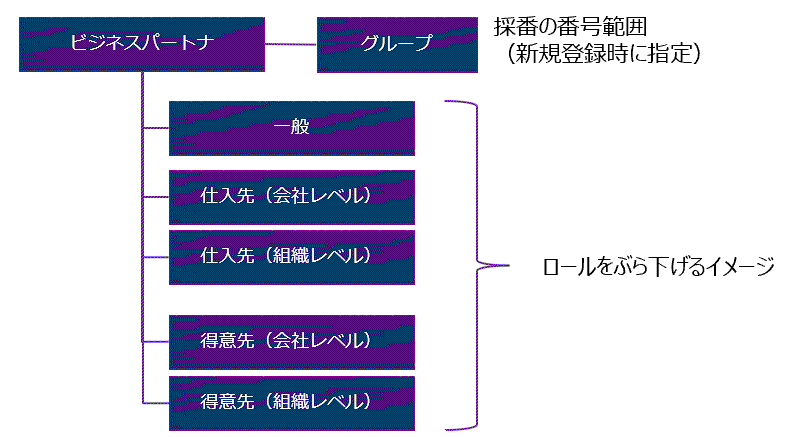 ビジネスパートナ
グループ
採番の番号範囲
（新規登録時に指定）
一般
仕入先（会社レベル）
仕入先（組織レベル）
得意先（会社レベル）
得意先（組織レベル）
ロールをぶら下げるイメージ